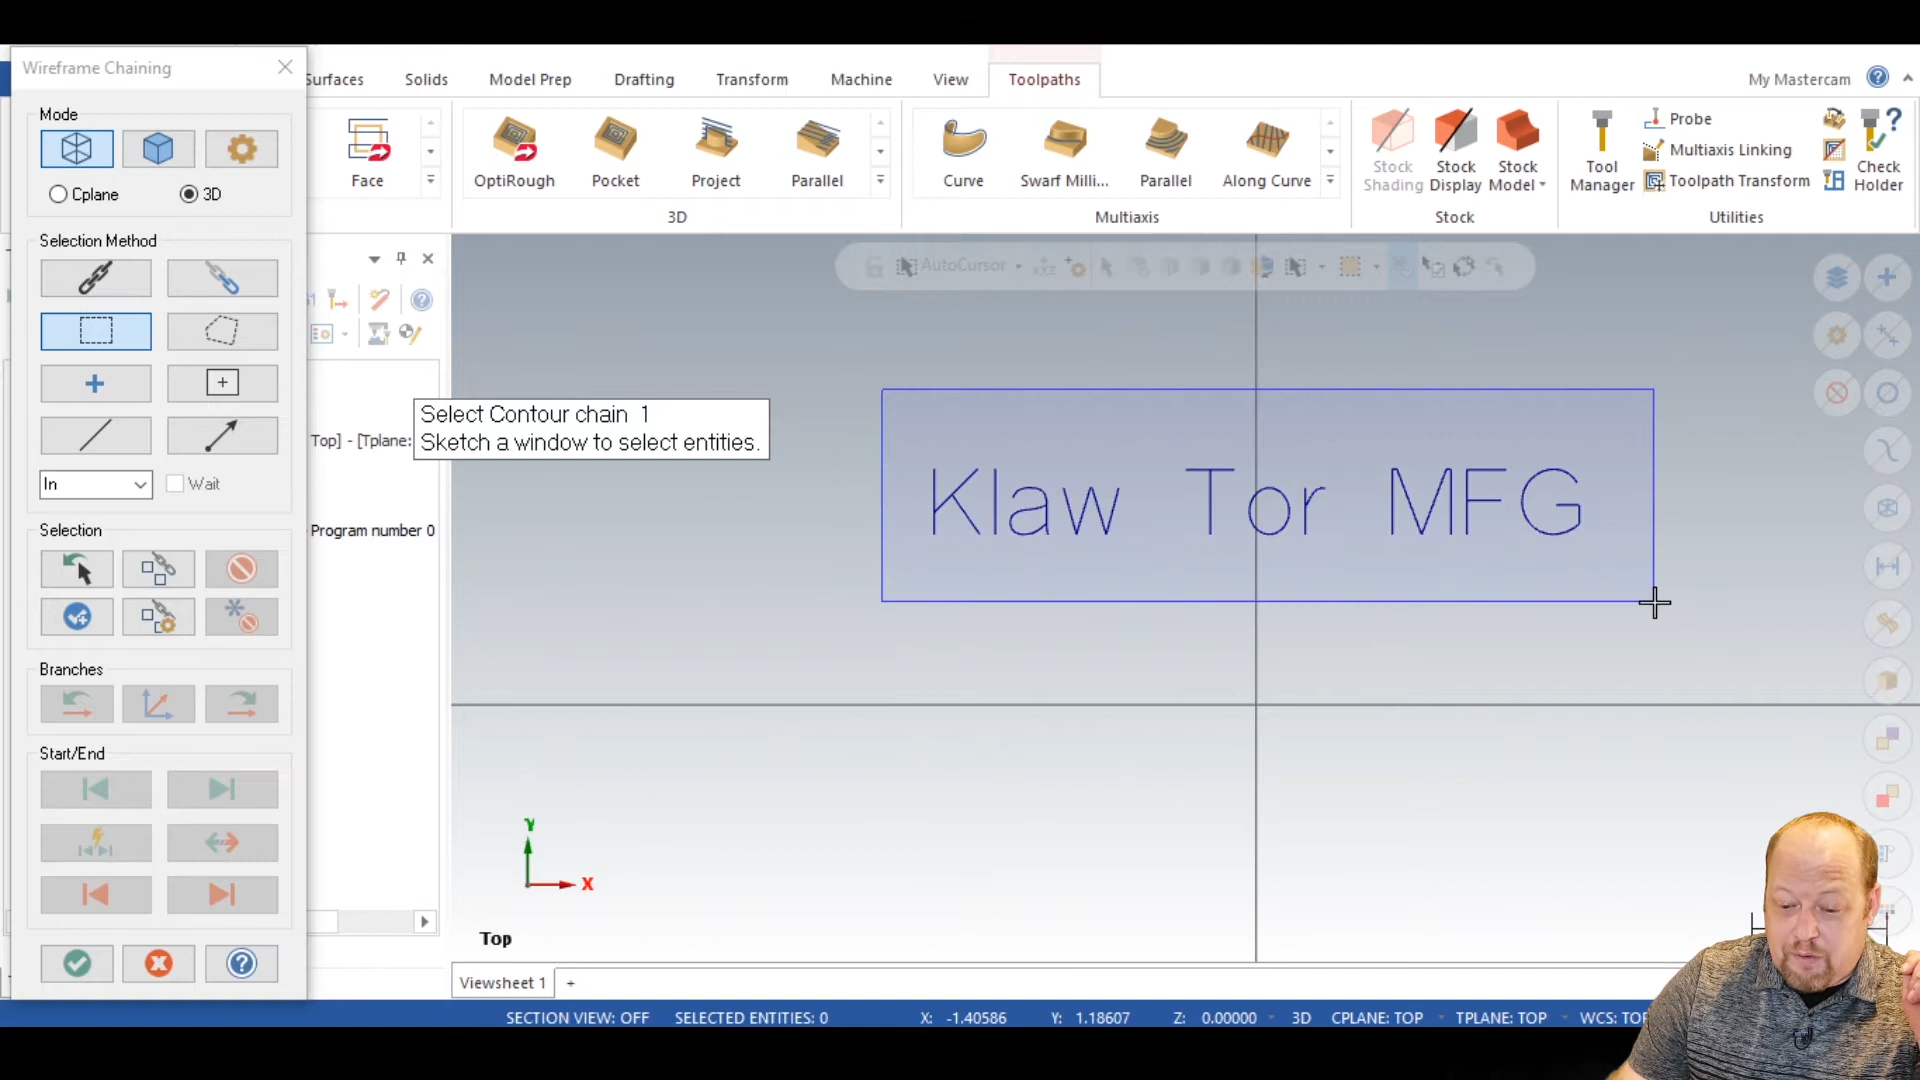 Wireframe Chaining
Surfaces
Solids
Model Prep
Drafting
Transform
Machine
View
Toolpaths
My Mastercam
Mode
Cplane
3D
Face
OptiRough
Pocket
Project
Parallel
3D
Curve
Swarf Milli...
Parallel
Along Curve
Multiaxis
Stock Shading
Stock Display
Stock Model
Stock
Tool Manager
Probe
Multiaxis Linking
Toolpath Transform
Check Holder
Utilities
Selection Method
In
Wait
Selection
Branches
Start/End
AutoCursor
Top] - [Tplane:
Program number 0
Select Contour chain 1
Sketch a window to select entities.
Klaw Tor MFG
Y
X
Top
Viewsheet 1
SECTION VIEW: OFF
SELECTED ENTITIES: 0
X: -1.40586
Y: 1.18607
Z: 0.00000
3D
CPLANE: TOP
TPLANE: TOP
WCS: TOP